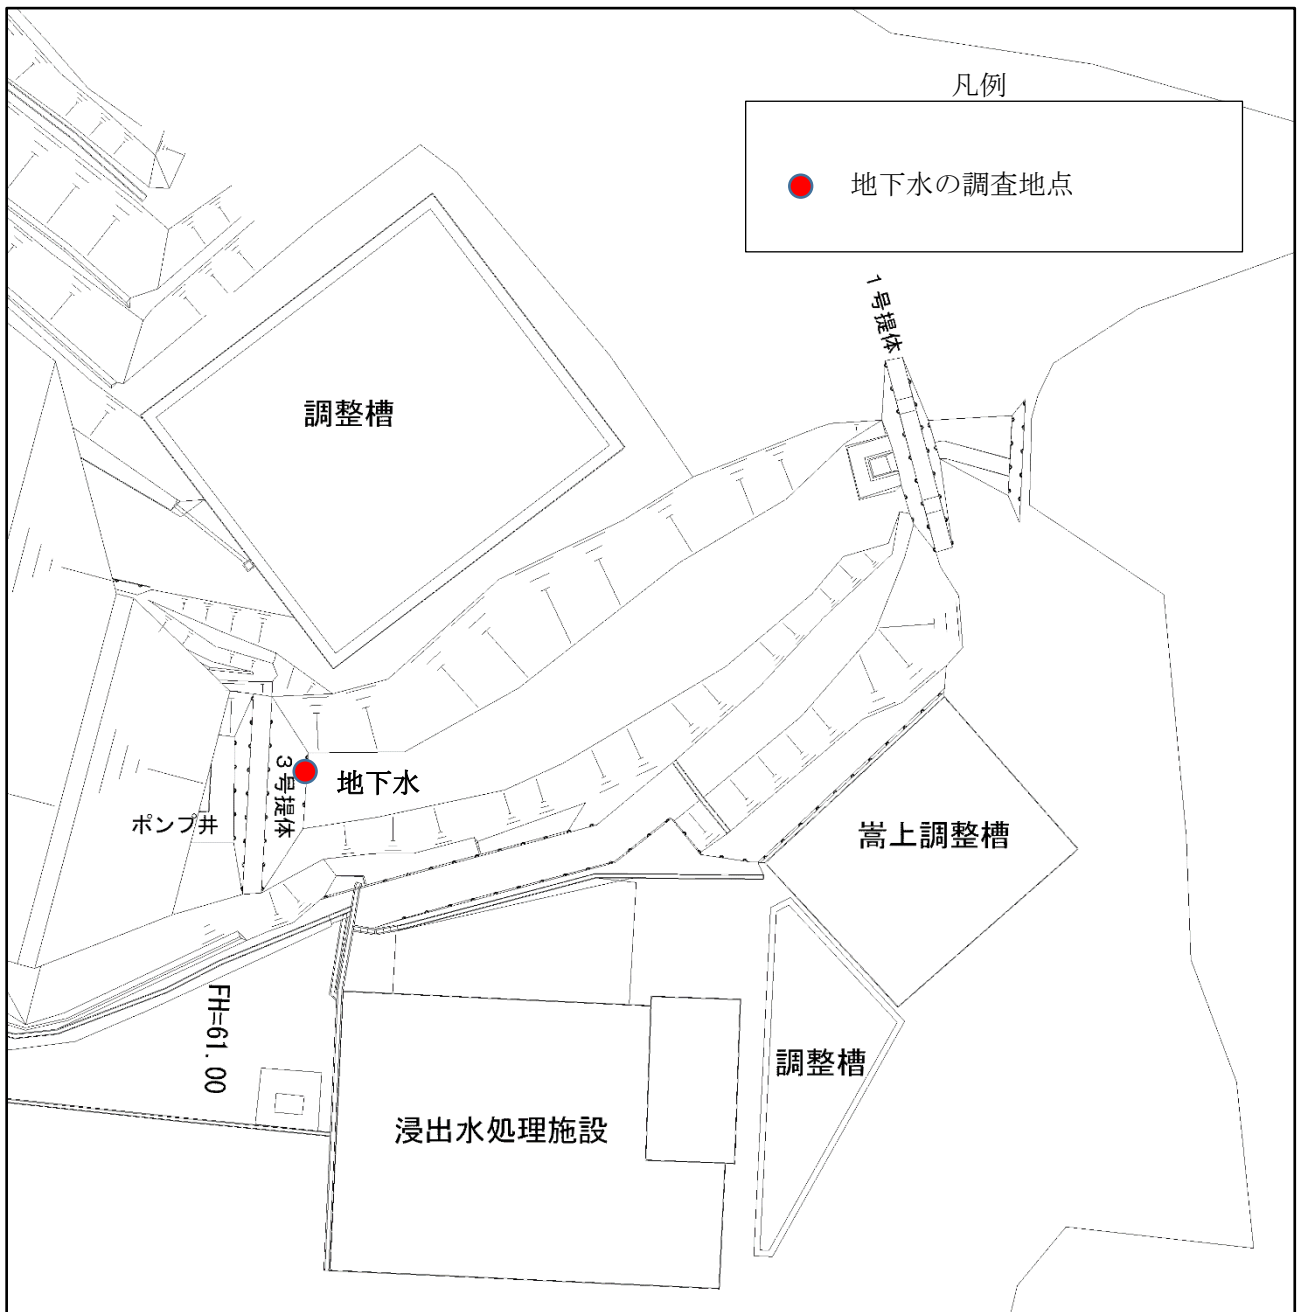 凡例
地下水の調査地点
1号提体
調整槽
3号提体
地下水
ポンプ井
嵩上調整槽
FH=61.00
調整槽
浸出水処理施設